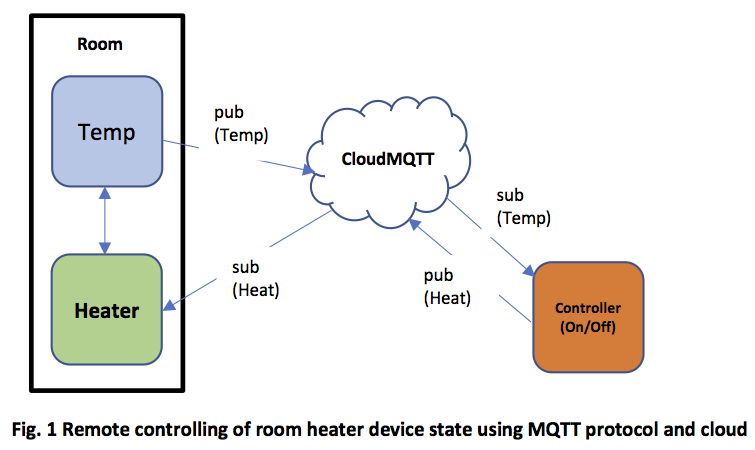 Room
Temp
pub
(Temp)
CloudMQTT
sub
(Temp)
Heater
sub
(Heat)
pub
(Heat)
Controller
(On/Off)
Fig. 1 Remote controlling of room heater device state using MQTT protocol and cloud